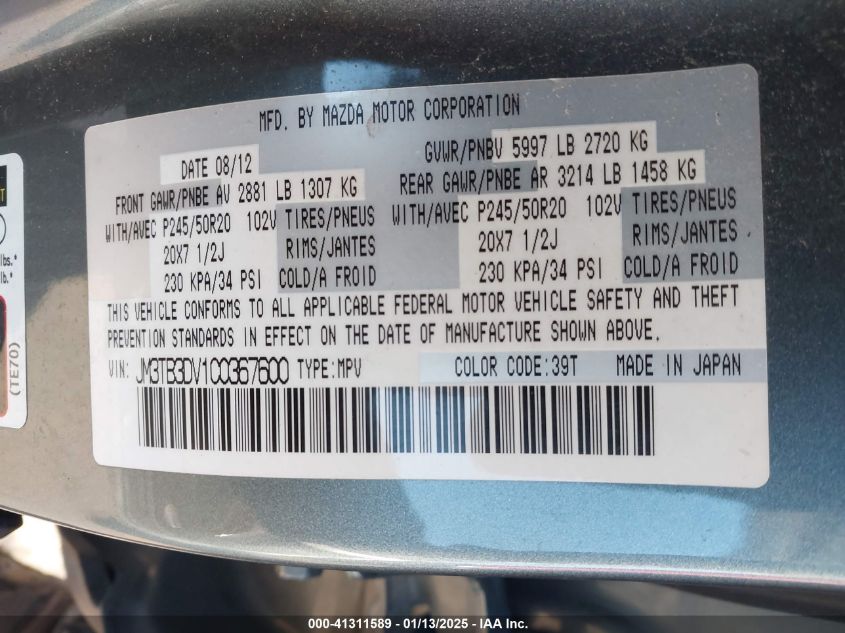 MFD. BY MAZDA MOTOR CORPORATION
DATE 08/12
GVWR/PNBV 5997 LB 2720 KG
FRONT GAWR/PNBE AV 2881 LB 1307 KG
REAR GAWR/PNBE AR 3214 LB 1458 KG
WITH/AVEC P245/50R20 102V TIRES/PNEUS
WITH/AVEC P245/50R20 102V TIRES/PNEUS
20X7 1/2J RIMS/JANTES
20X7 1/2J RIMS/JANTES
230 KPA/34 PSI COLD/A FROID
230 KPA/34 PSI COLD/A FROID
THIS VEHICLE CONFORMS TO ALL APPLICABLE FEDERAL MOTOR VEHICLE SAFETY AND THEFT
PREVENTION STANDARDS IN EFFECT ON THE DATE OF MANUFACTURE SHOWN ABOVE.
VIN: JM3TB3DV1C0367600 TYPE:MPV COLOR CODE:39T MADE IN JAPAN
lbs.*
lb.*
(TE70)
000-41311589 - 01/13/2025 - IAA Inc.